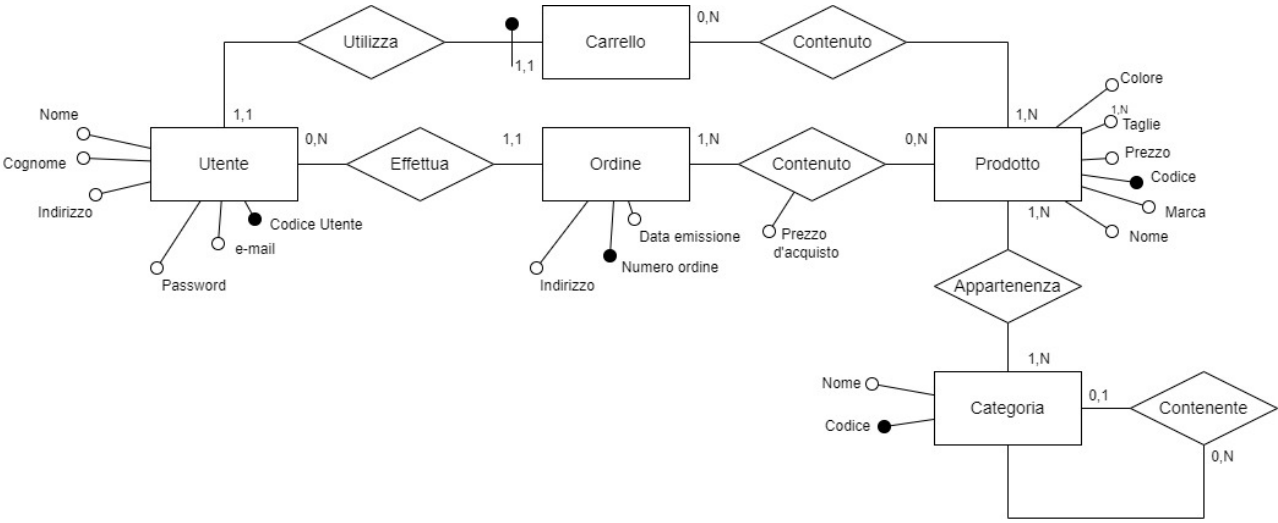 0,N
Utilizza
Carrello
Contenuto
1,1
Colore
1,N
Taglie
Nome
1,1
1,N
0,N
1,1
1,N
0,N
Prezzo
Cognome
Utente
Effettua
Ordine
Contenuto
Prodotto
Codice
Indirizzo
1,N
Marca
Codice Utente
Data emissione
Prezzo
d'acquisto
Nome
e-mail
Numero ordine
Password
Indirizzo
Appartenenza
1,N
Nome
0,1
Categoria
Contenente
Codice
0,N